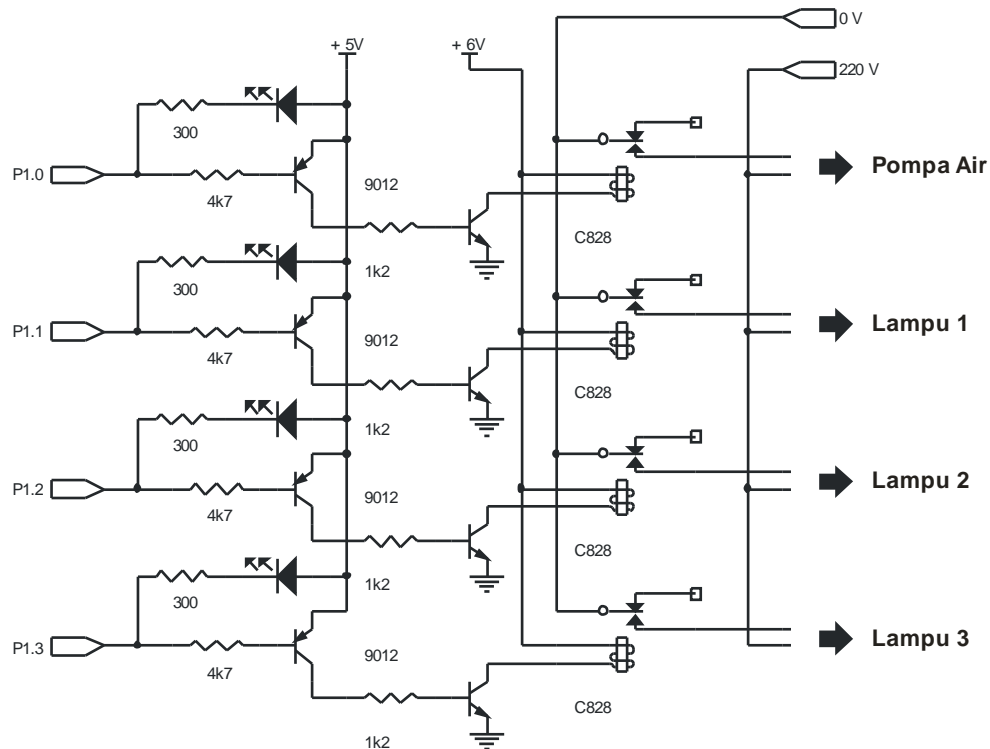 0 V
+ 5V
+ 6V
220 V
300
P1.0
9012
Pompa Air
4k7
C828
1k2
300
P1.1
9012
Lampu 1
4k7
C828
1k2
300
P1.2
9012
Lampu 2
4k7
C828
1k2
300
P1.3
9012
Lampu 3
4k7
C828
1k2